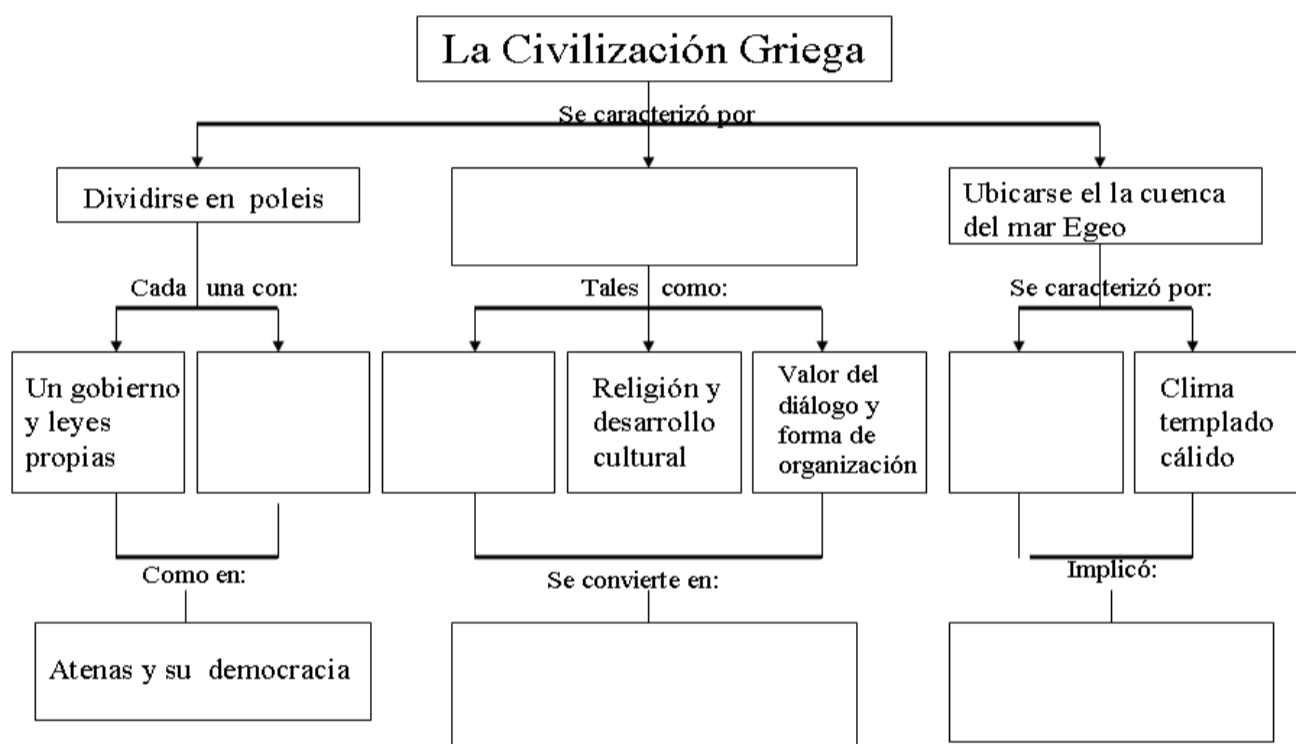 La Civilización Griega
Se caracterizó por
Dividirse en poleis
Ubicarse el la cuenca
del mar Egeo
Cada una con:
Tales como:
Se caracterizó por:
Un gobierno
y leyes
propias
Religión y
desarrollo
cultural
Valor del
diálogo y
forma de
organización
Clima
templado
cálido
Como en:
Se convierte en:
Implicó:
Atenas y su democracia